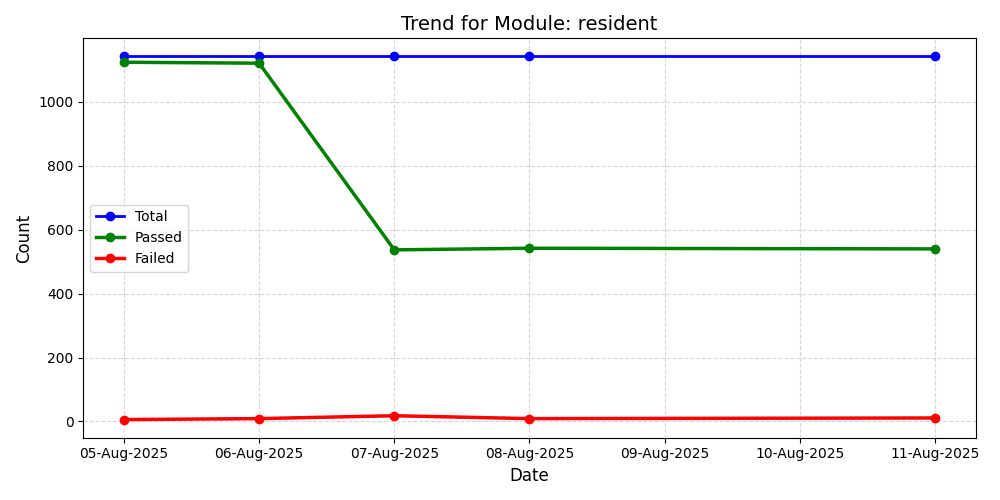 Trend for Module: resident
Count
1000
800
600
400
200
0
Total
Passed
Failed
05-Aug-2025 06-Aug-2025 07-Aug-2025 08-Aug-2025 09-Aug-2025 10-Aug-2025 11-Aug-2025
Date